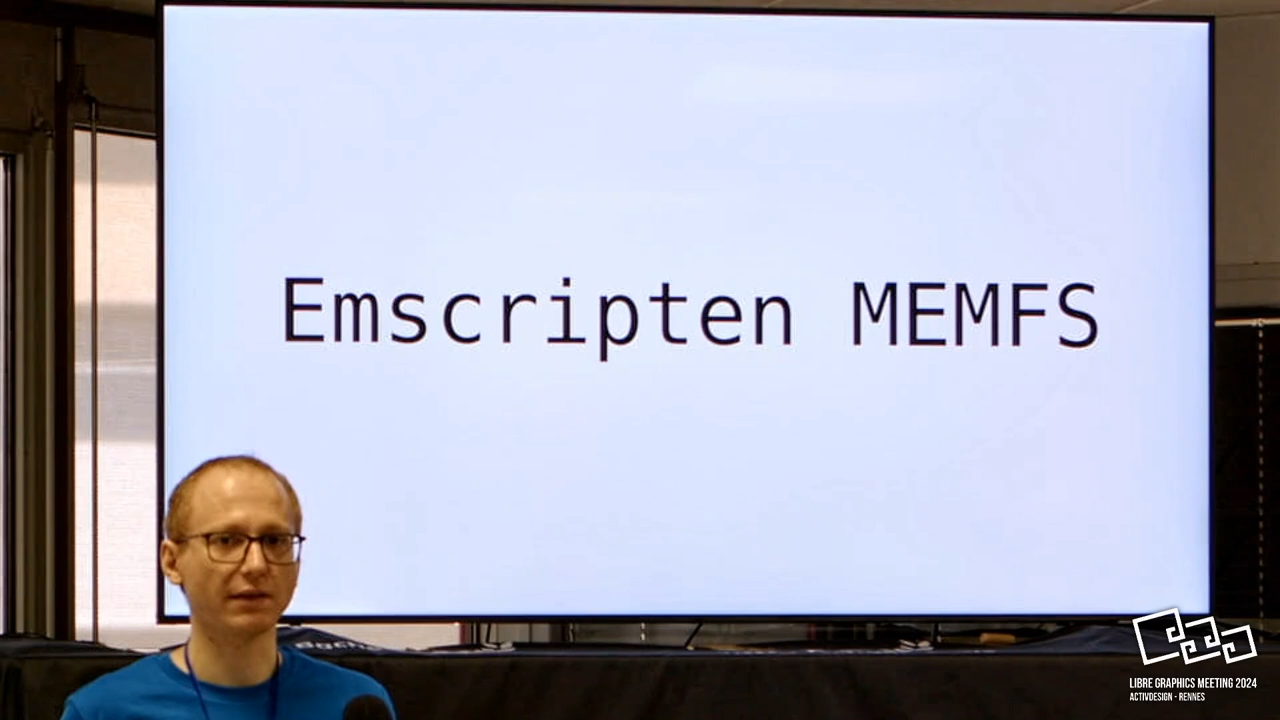 Emscripten MEMFS
LIBRE GRAPHICS MEETING 2024
ACTIVDESIGN - RENNES